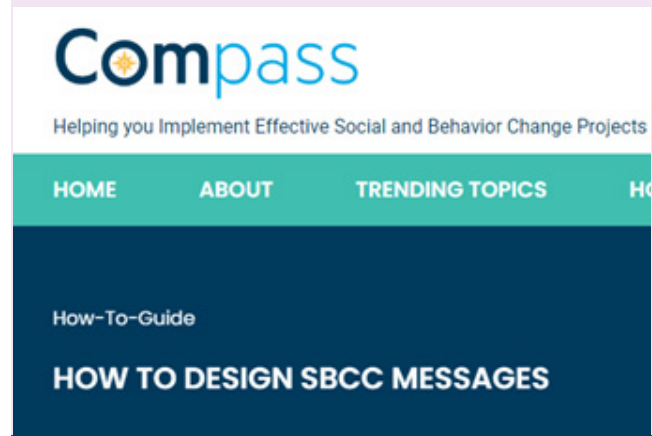 Compass
Helping you Implement Effective Social and Behavior Change Projects
HOME ABOUT TRENDING TOPICS
How-To-Guide
HOW TO DESIGN SBCC MESSAGES